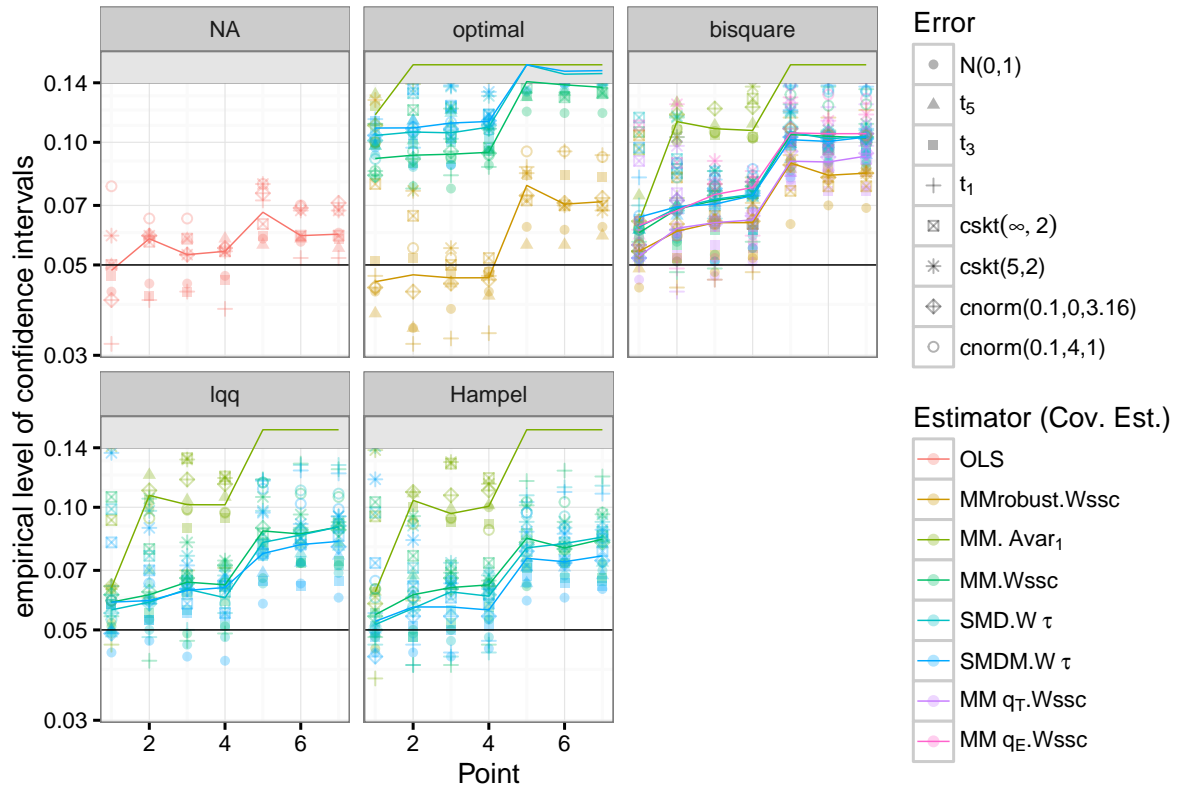 NA
optimal
bisquare
0.14
0.10
0.07
0.05
0.03
lqq
Hampel
0.14
0.10
0.07
0.05
0.03
2
4
6
2
4
6
Point
empirical level of confidence intervals
Error
N(0,1)
t5
t3
t1
cskt(∞, 2)
cskt(5,2)
cnorm(0.1,0,3.16)
cnorm(0.1,4,1)
Estimator (Cov. Est.)
OLS
MMrobust.Wssc
MM. Avar1
MM.Wssc
SMD.W τ
SMDM.W τ
MM qT.Wssc
MM qE.Wssc